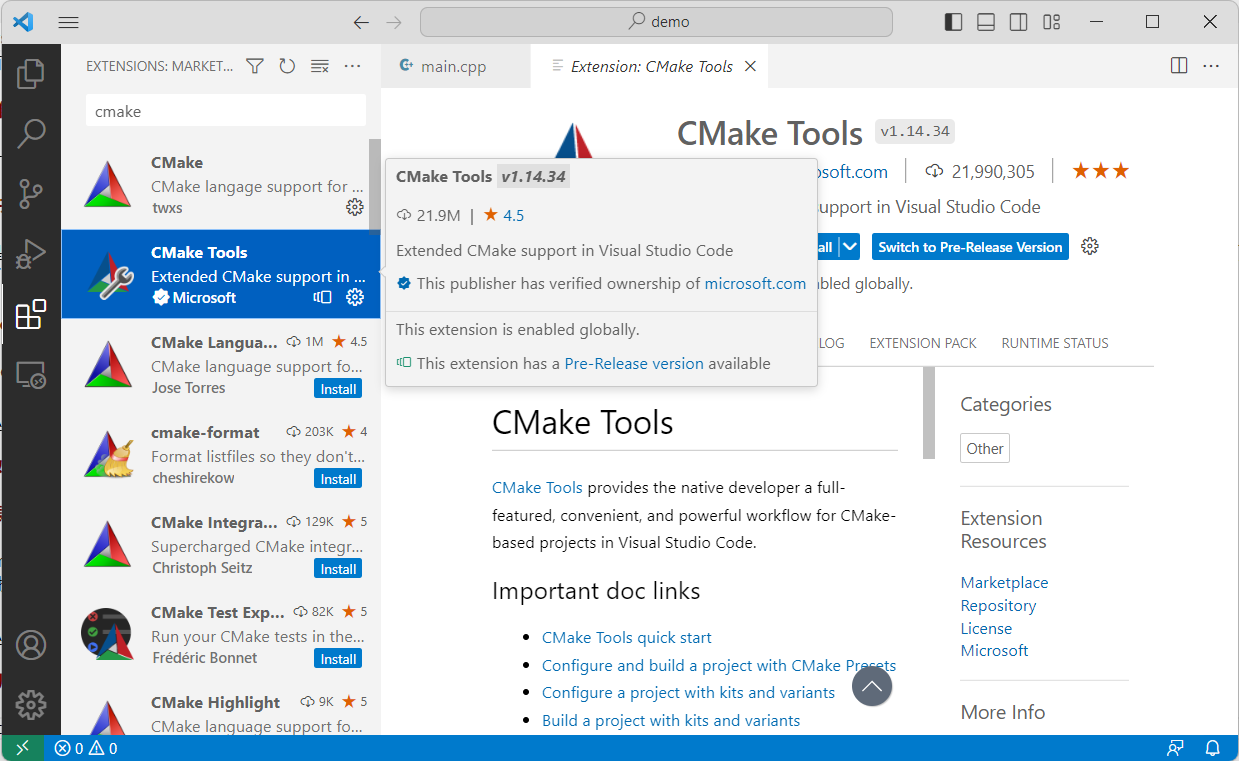 demo
EXTENSIONS: MARKET...
main.cpp
Extension: CMake Tools
cmake
CMake
CMake langage support for ...
twxs
CMake Tools
Extended CMake support in ...
Microsoft
CMake Langua... 1M 4.5
CMake language support fo...
Jose Torres Install
cmake-format 203K 4
Format listfiles so they don't...
cheshirekow Install
CMake Integra... 129K 5
Supercharged CMake integr...
Christoph Seitz Install
CMake Test Exp... 82K 5
Run your CMake tests in the...
Frédéric Bonnet Install
CMake Highlight 9K 5
CMake language support fo...
CMake Tools v1.14.34
21.9M | 4.5
Extended CMake support in Visual Studio Code
This publisher has verified ownership of microsoft.com
This extension is enabled globally.
This extension has a Pre-Release version available
CMake Tools v1.14.34
osoft.com 21,990,305
upport in Visual Studio Code
all Switch to Pre-Release Version
bled globally.
LOG EXTENSION PACK RUNTIME STATUS
CMake Tools
CMake Tools provides the native developer a full-
featured, convenient, and powerful workflow for CMake-
based projects in Visual Studio Code.
Important doc links
CMake Tools quick start
Configure and build a project with CMake Presets
Configure a project with kits and variants
Build a project with kits and variants
Categories
Other
Extension
Resources
Marketplace
Repository
License
Microsoft
More Info
0 0